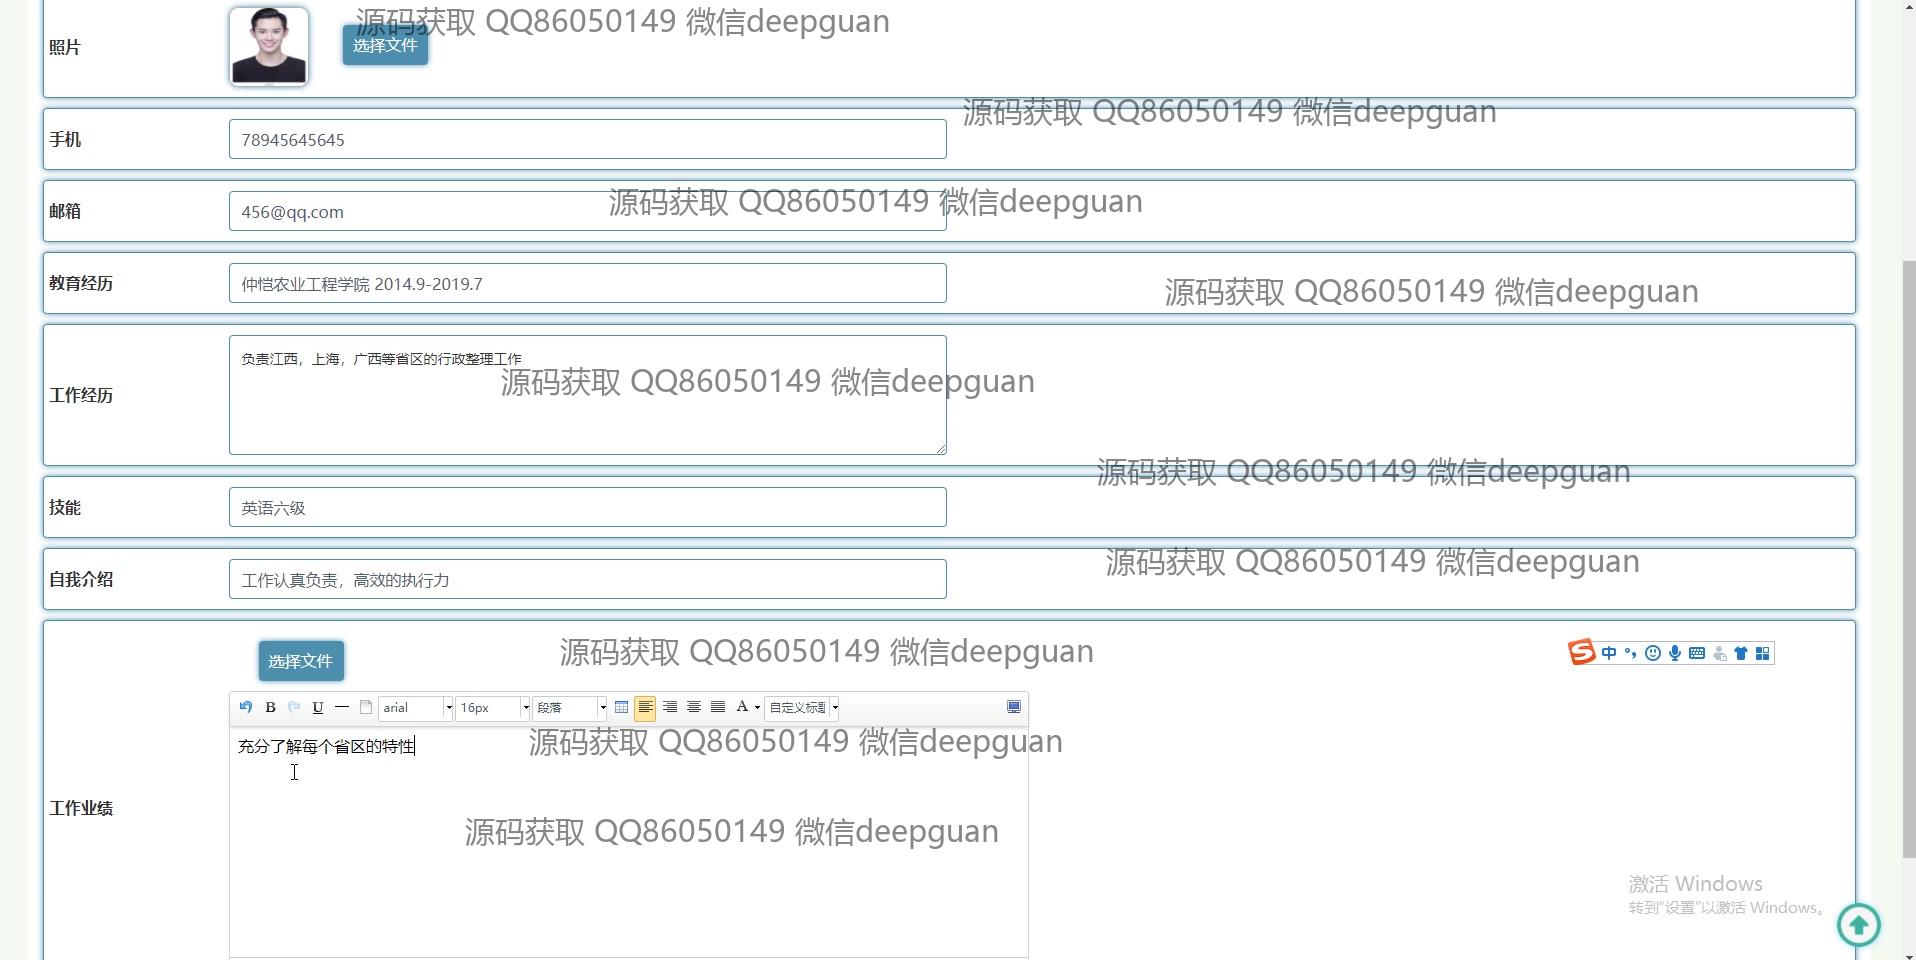 源码获取 QQ86050149 微信deepguan
照片
选择文件
源码获取 QQ86050149 微信deepguan
手机
78945645645
源码获取 QQ86050149 微信deepguan
邮箱
456@qq.com
教育经历
仲恺农业工程学院 2014.9-2019.7
源码获取 QQ86050149 微信deepguan
工作经历
负责江西，上海，广西等省区的行政整理工作
源码获取 QQ86050149 微信deepguan
源码获取 QQ86050149 微信deepguan
技能
英语六级
源码获取 QQ86050149 微信deepguan
自我介绍
工作认真负责，高效的执行力
选择文件
源码获取 QQ86050149 微信deepguan
中
B U arial 16px 段落 A 自定义标题
充分了解每个省区的特性
源码获取 QQ86050149 微信deepguan
工作业绩
源码获取 QQ86050149 微信deepguan
激活 Windows
转到"设置"以激活 Windows。